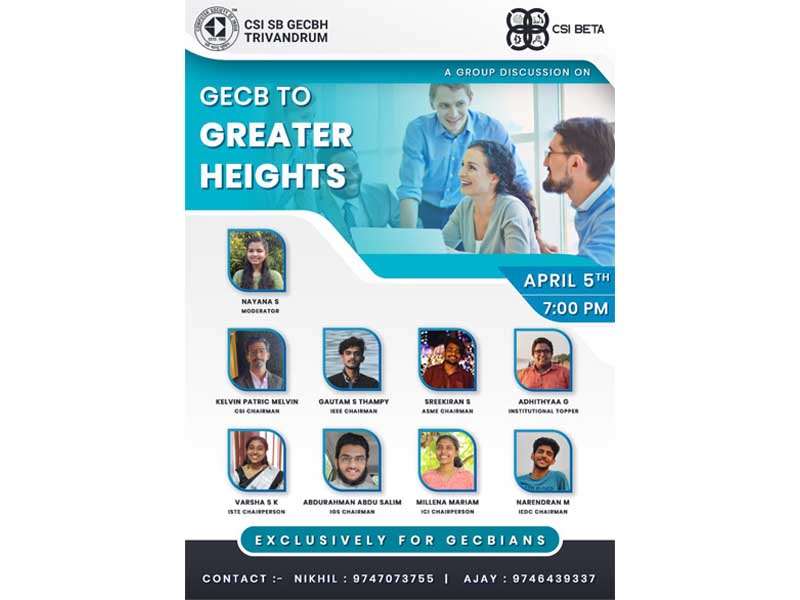 CSI SB GECBH
TRIVANDRUM
CSI BETA
A GROUP DISCUSSION ON
GECB TO
GREATER
HEIGHTS
APRIL 5TH
7:00 PM
NAYANA S
MODERATOR
KELVIN PATRIC MELVIN
CSI CHAIRMAN
GAUTAM S THAMPY
IEEE CHAIRMAN
SREEKIRAN S
ASME CHAIRMAN
ADHITHYAA G
INSTITUTIONAL TOPPER
VARSHA S K
ISTE CHAIRPERSON
ABDURAHMAN ABDU SALIM
IGS CHAIRMAN
MILLENA MARIAM
ICI CHAIRPERSON
NARENDRAN M
IEDC CHAIRMAN
EXCLUSIVELY FOR GECBIANS
CONTACT :- NIKHIL : 9747073755 | AJAY : 9746439337